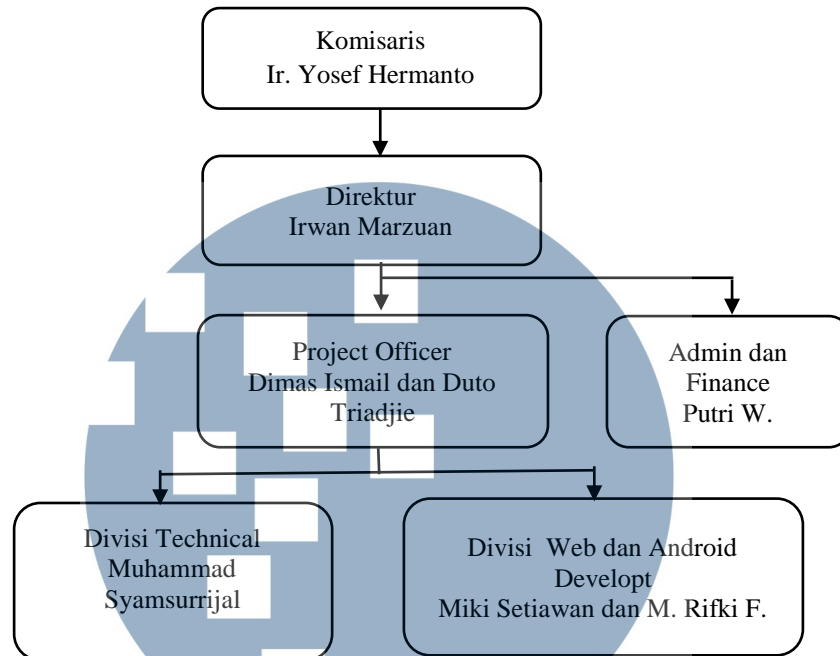 Komisaris
Ir. Yosef Hermanto
Direktur
Irwan Marzuan
Project Officer
Dimas Ismail dan Duto
Triadjie
Admin dan
Finance
Putri W.
Divisi Technical
Muhammad
Syamsurrijal
Divisi Web dan Android
Developt
Miki Setiawan dan M. Rifki F.